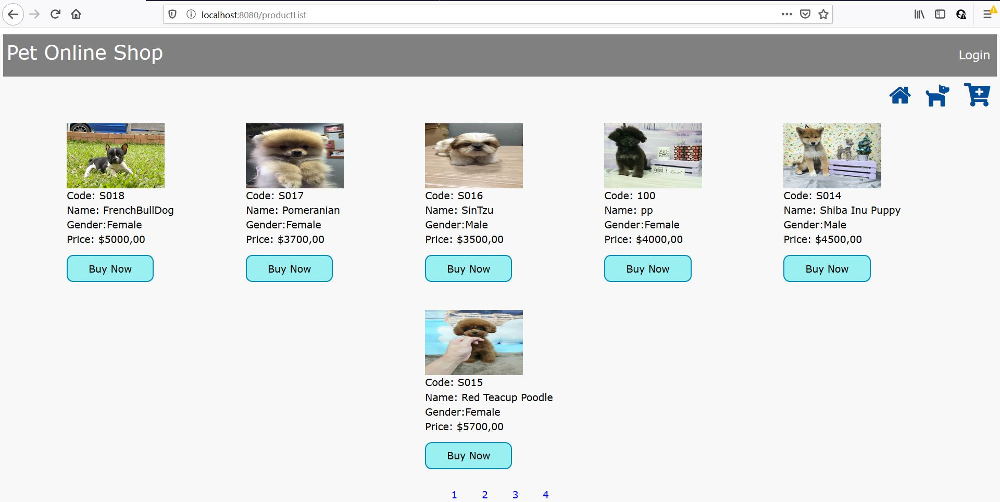 localhost:8080/productList
Pet Online Shop
Login
Code: S018
Name: FrenchBullDog
Gender:Female
Price: $5000,00
Buy Now
Code: S017
Name: Pomeranian
Gender:Female
Price: $3700,00
Buy Now
Code: S016
Name: SinTzu
Gender:Male
Price: $3500,00
Buy Now
Code: 100
Name: pp
Gender:Female
Price: $4000,00
Buy Now
Code: S014
Name: Shiba Inu Puppy
Gender:Male
Price: $4500,00
Buy Now
Good
Love!
Code: S015
Name: Red Teacup Poodle
Gender:Female
Price: $5700,00
Buy Now
1 2 3 4